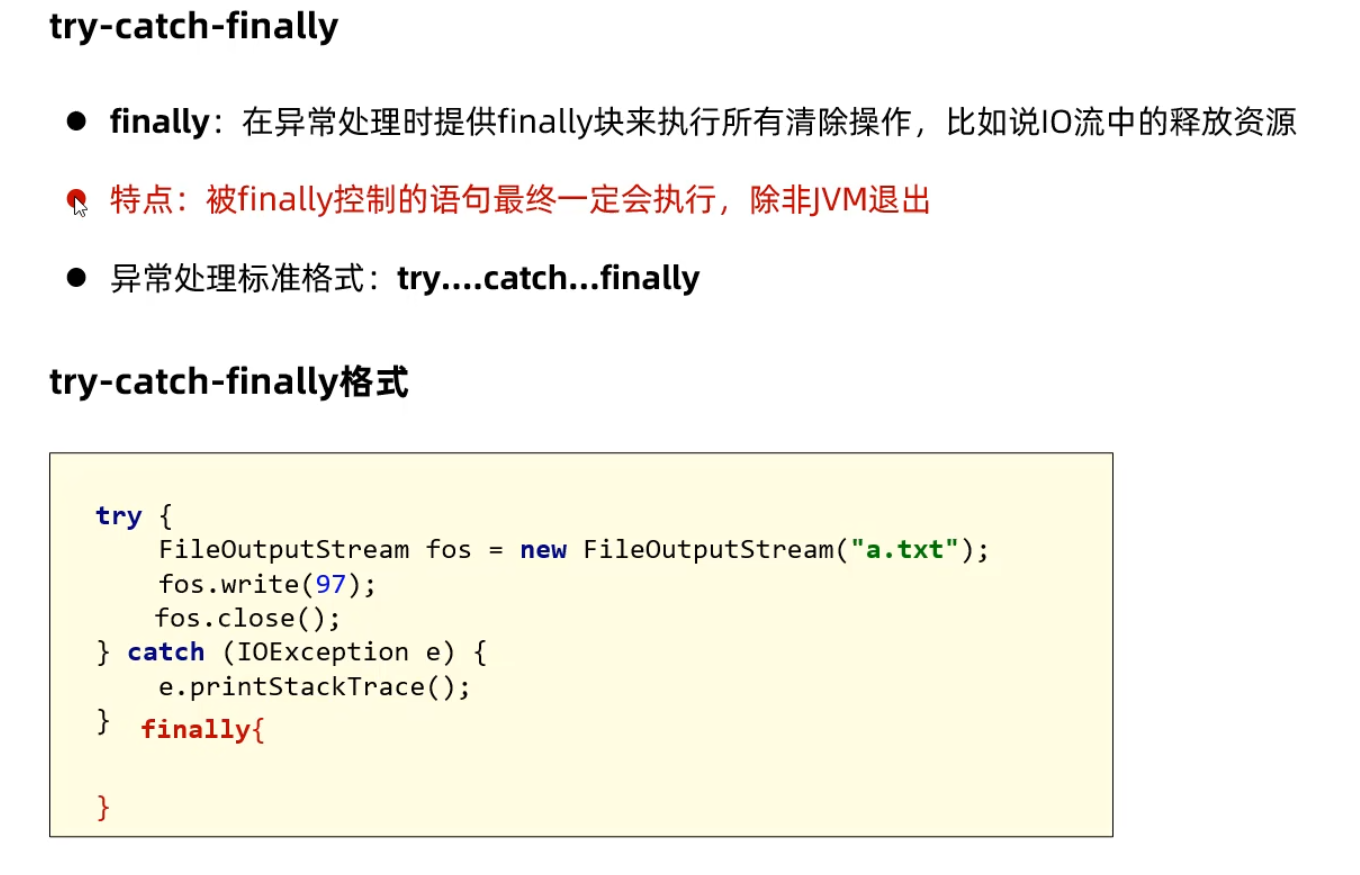 try-catch-finally
● finally：在异常处理时提供finally块来执行所有清除操作，比如说IO流中的释放资源
● 特点：被finally控制的语句最终一定会执行，除非JVM退出
● 异常处理标准格式：try....catch...finally
try-catch-finally格式
try {
    FileOutputStream fos = new FileOutputStream("a.txt");
    fos.write(97);
    fos.close();
} catch (IOException e) {
    e.printStackTrace();
}  finally{
}